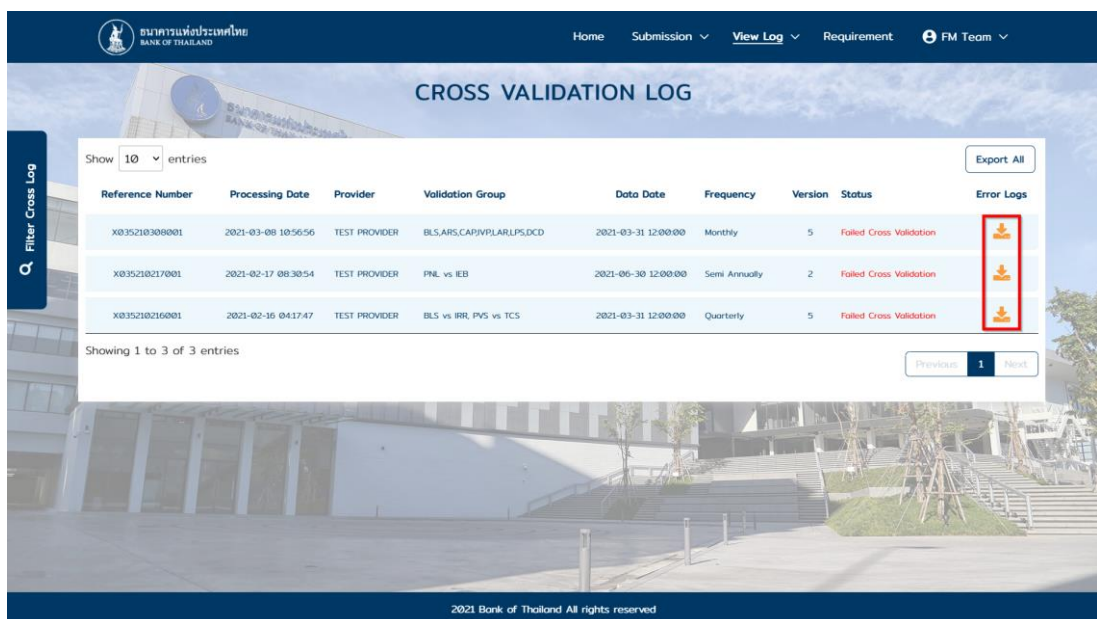 ธนาคารแห่งประเทศไทย
BANK OF THAILAND
Home Submission View Log Requirement FM Team
CROSS VALIDATION LOG
Filter Cross Log
Show 10 entries
Export All
Reference Number Processing Date Provider Validation Group Data Date Frequency Version Status Error Logs
X035210308001 2021-03-08 10:56:56 TEST PROVIDER BLS,ARS,CAP,IVP,LAR,LPS,DCD 2021-03-31 12:00:00 Monthly 5 Failed Cross Validation
X035210217001 2021-02-17 08:30:54 TEST PROVIDER PNL vs IEB 2021-06-30 12:00:00 Semi Annually 2 Failed Cross Validation
X035210216001 2021-02-16 04:17:47 TEST PROVIDER BLS vs IRR, PVS vs TCS 2021-03-31 12:00:00 Quarterly 5 Failed Cross Validation
Showing 1 to 3 of 3 entries
Previous 1 Next
2021 Bank of Thailand All rights reserved